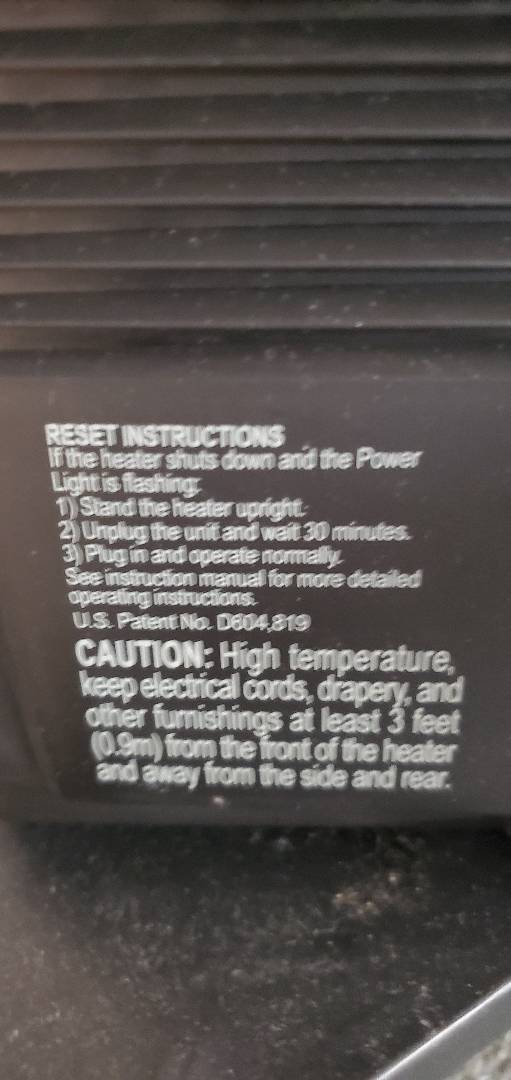 RESET INSTRUCTIONS
If the heater shuts down and the Power
Light is flashing:
1) Stand the heater upright.
2) Unplug the unit and wait 30 minutes.
3) Plug in and operate normally.
See instruction manual for more detailed
operating instructions.
U.S. Patent No. D604,819
CAUTION: High temperature,
keep electrical cords, drapery, and
other furnishings at least 3 feet
(0.9m) from the front of the heater
and away from the side and rear.